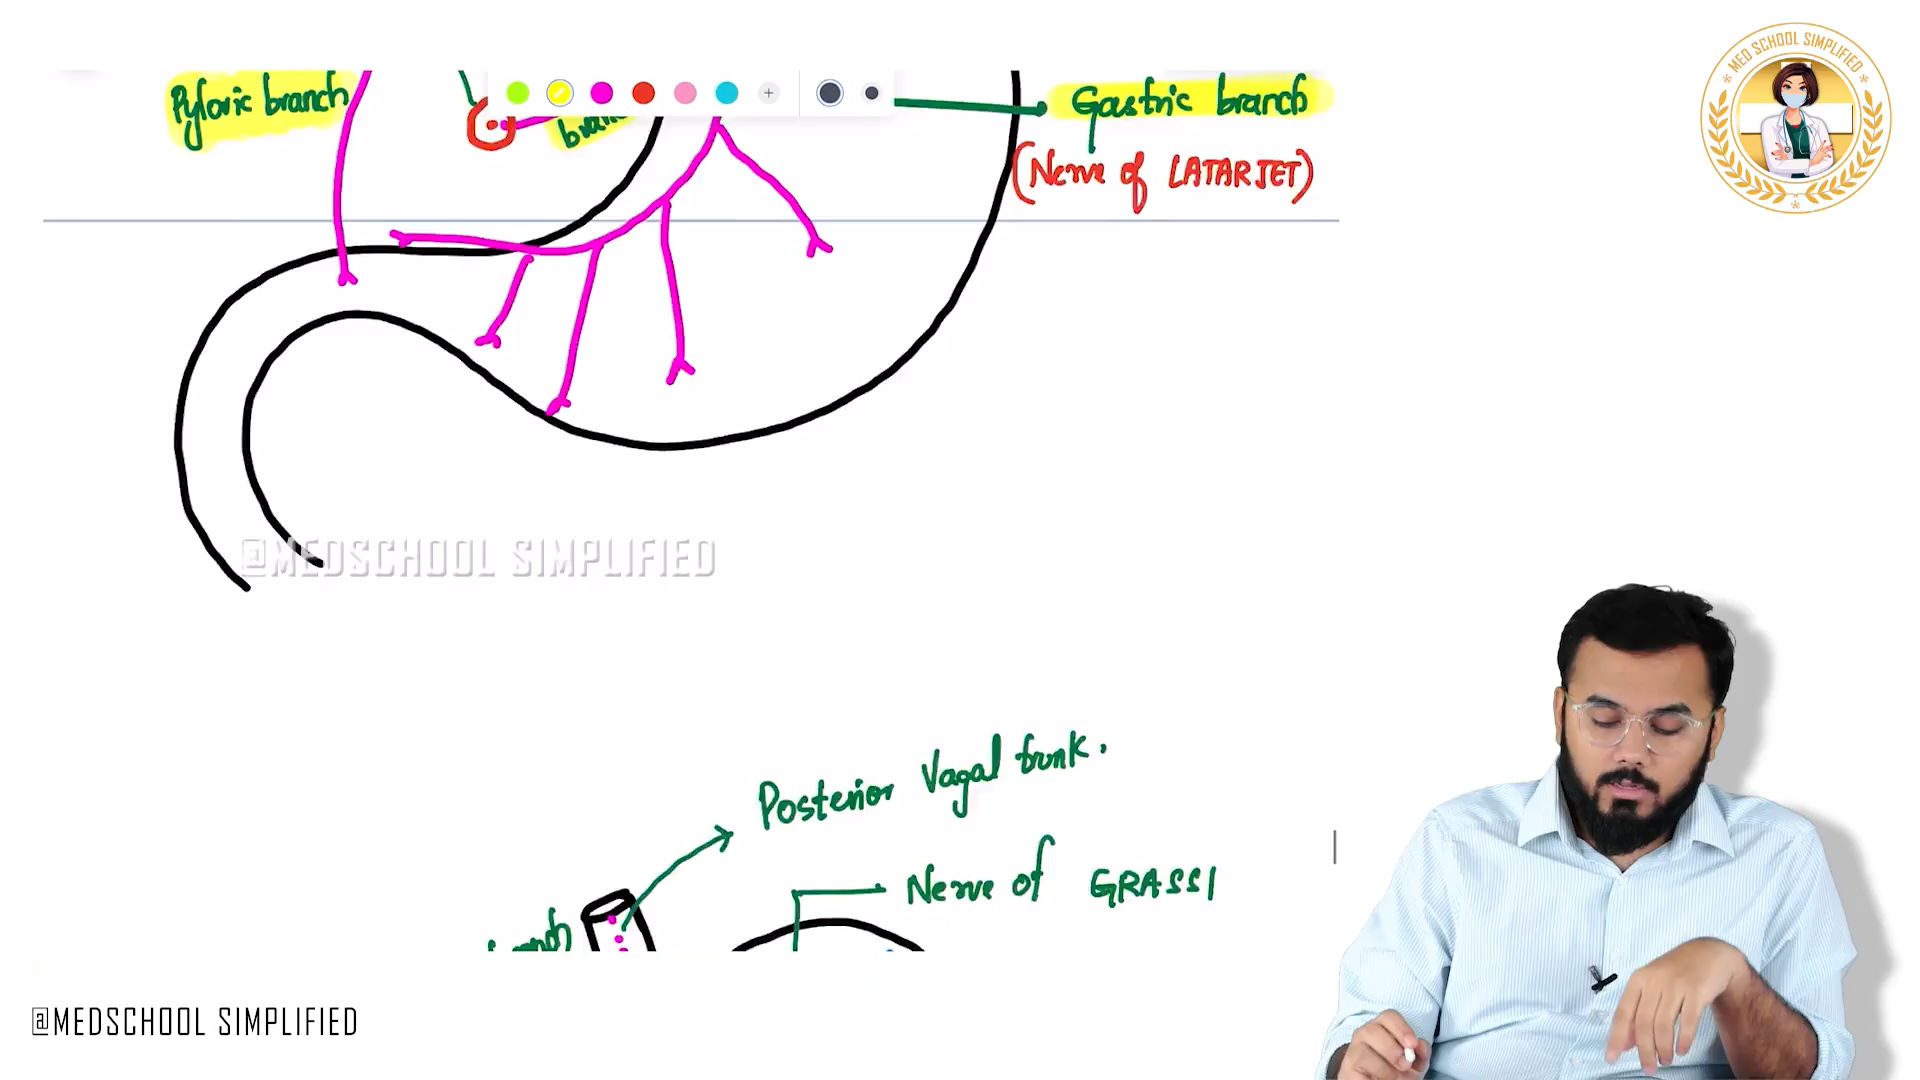 MED SCHOOL SIMPLIFIED
Pyloric branch
Gastric branch
(Nerve of LATARJET)
@MEDSCHOOL SIMPLIFIED
Posterior Vagal trunk.
Nerve of GRASSI
@MEDSCHOOL SIMPLIFIED